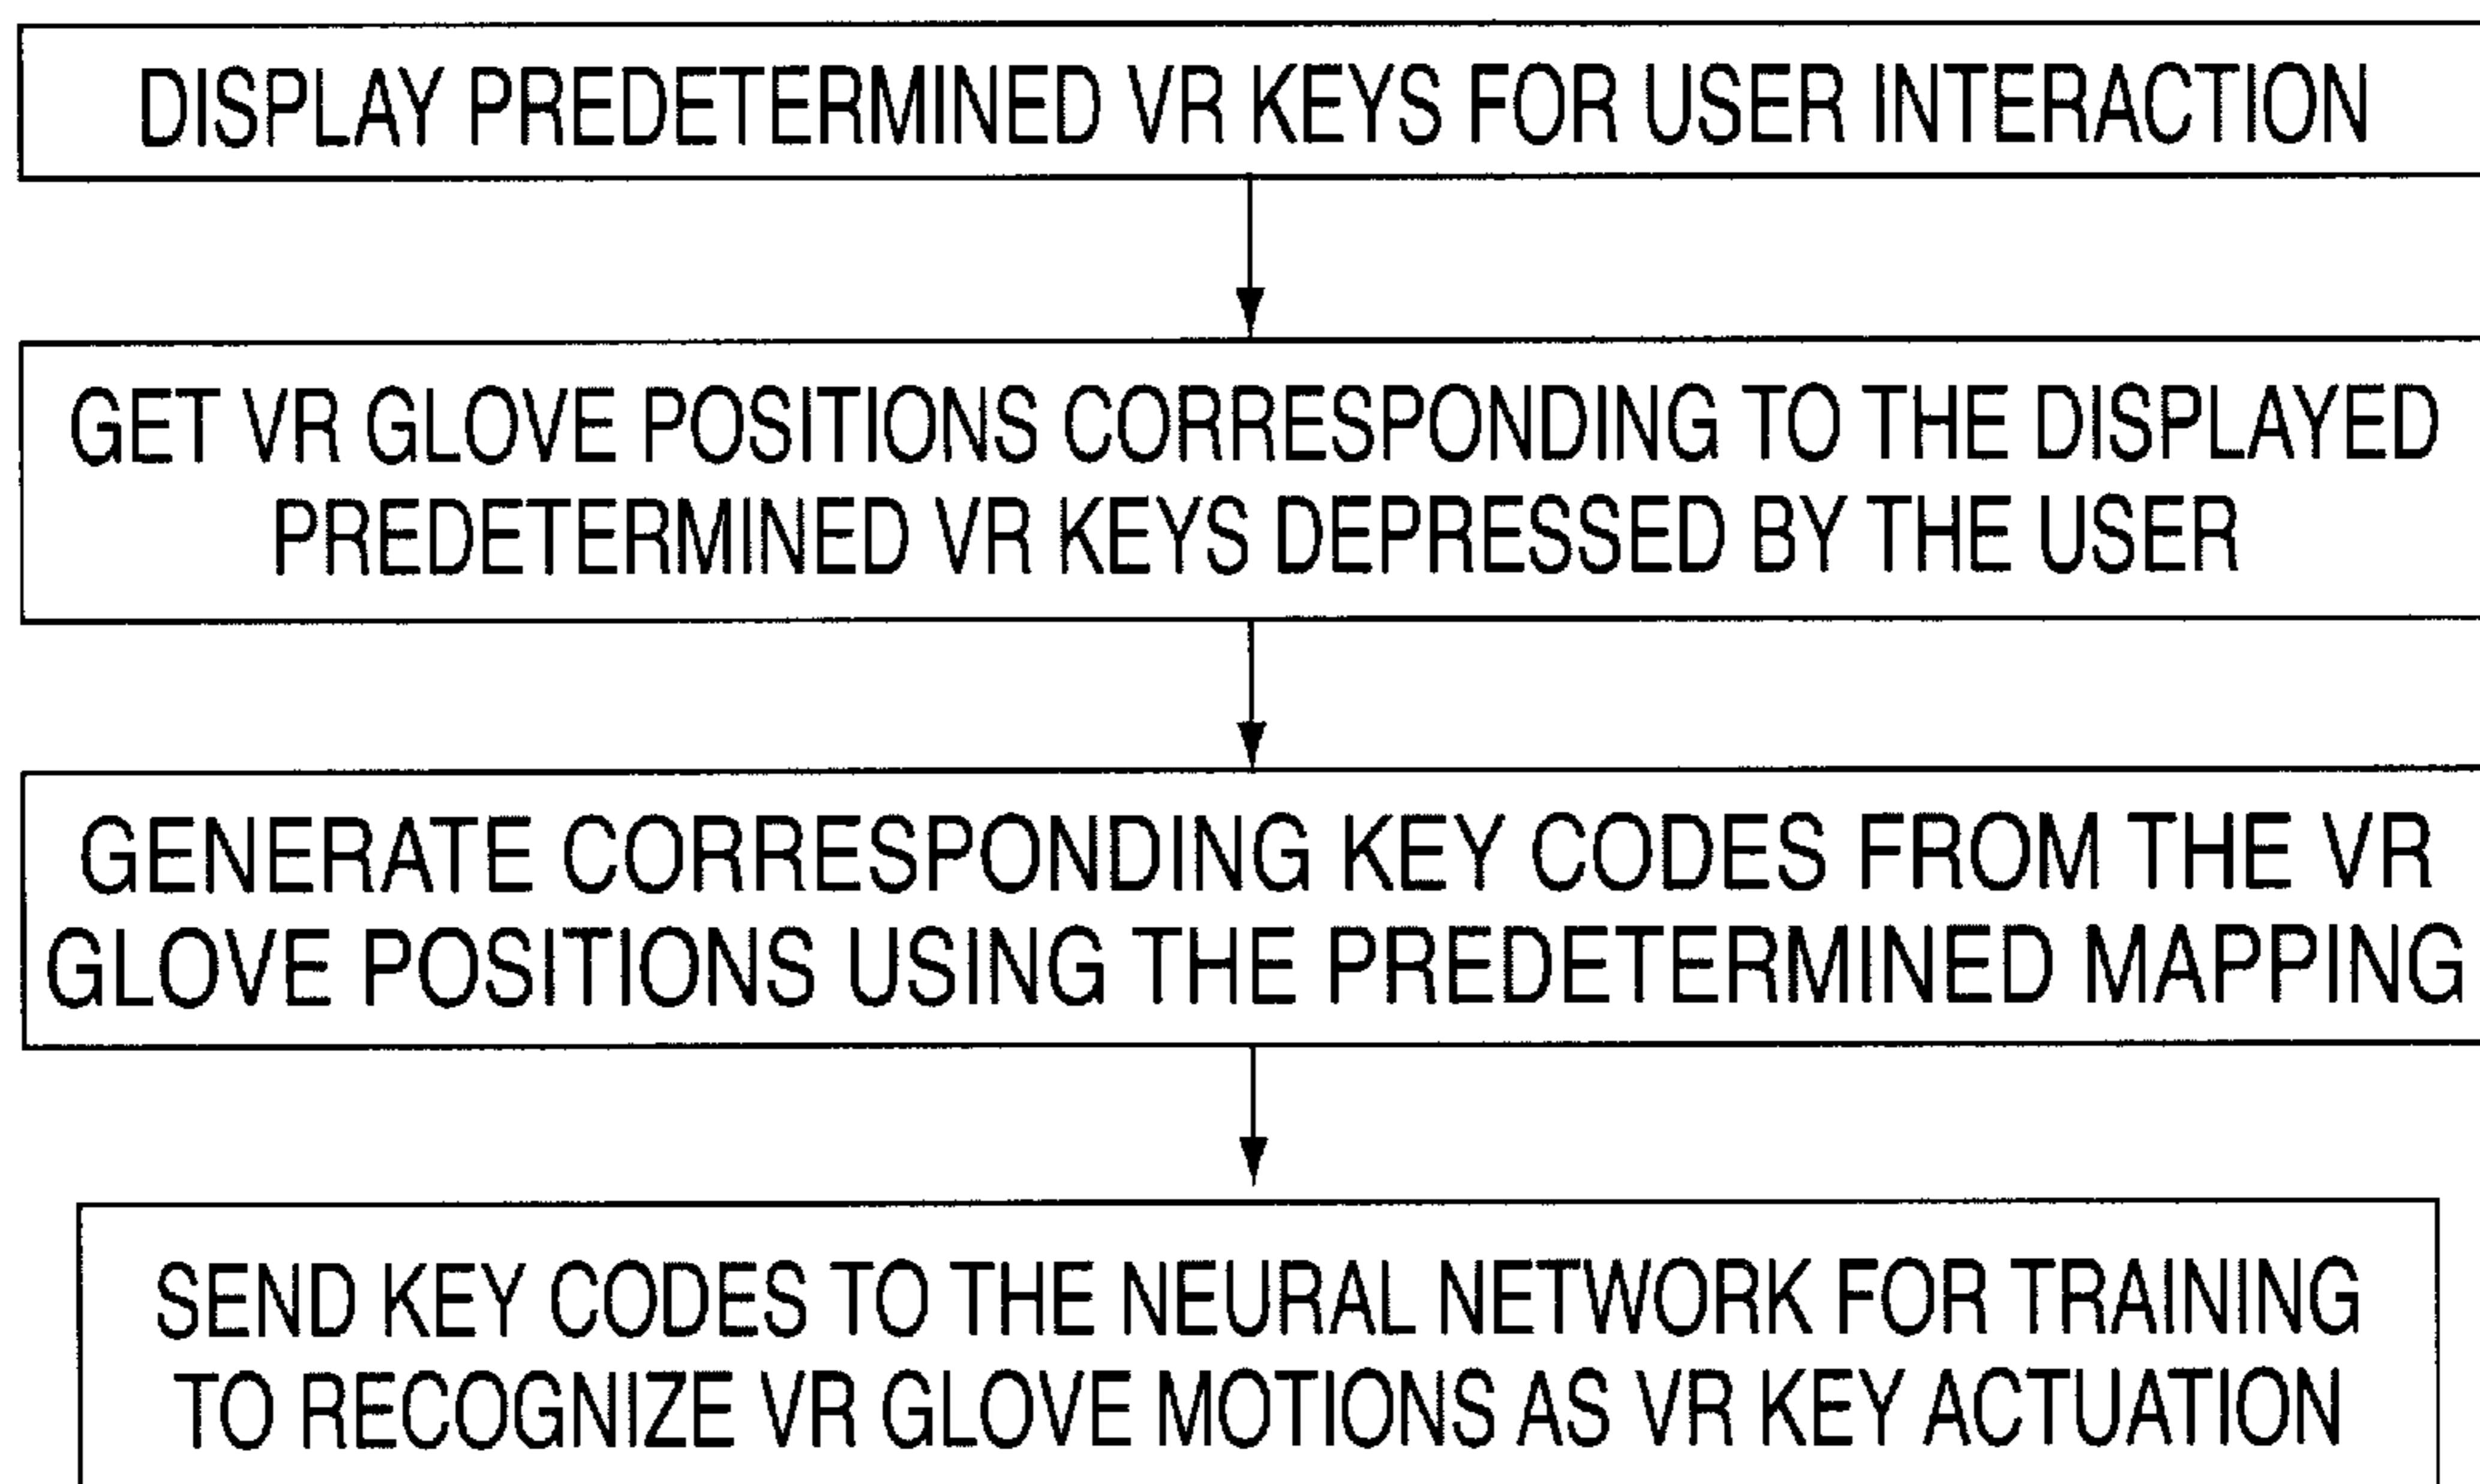 DISPLAY PREDETERMINED VR KEYS FOR USER INTERACTION
GET VR GLOVE POSITIONS CORRESPONDING TO THE DISPLAYED
PREDETERMINED VR KEYS DEPRESSED BY THE USER
GENERATE CORRESPONDING KEY CODES FROM THE VR
GLOVE POSITIONS USING THE PREDETERMINED MAPPING
SEND KEY CODES TO THE NEURAL NETWORK FOR TRAINING
TO RECOGNIZE VR GLOVE MOTIONS AS VR KEY ACTUATION